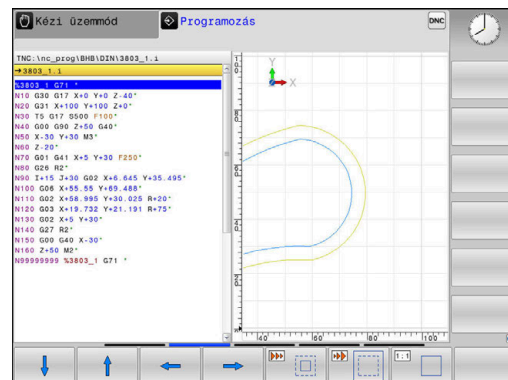 Kézi üzemmód
Programozás
DNC
TNC:\nc_prog\BHB\DIN\3803_1.i
→3803_1.i
%3803_1 G71 *
N10 G30 G17 X+0 Y+0 Z-40*
N20 G31 X+100 Y+100 Z+0*
N30 T5 G17 S500 F100*
N40 G00 G90 Z+50 G40*
N50 X-30 Y+30 M3*
N60 Z-20*
N70 G01 G41 X+5 Y+30 F250*
N80 G26 R2*
N90 I+15 J+30 G02 X+6.645 Y+35.495*
N100 G06 X+55.55 Y+69.488*
N110 G02 X+58.995 Y+30.025 R+20*
N120 G03 X+19.732 Y+21.191 R+75*
N130 G02 X+5 Y+30*
N140 G27 R2*
N150 G00 G40 X-30*
N160 Z+50 M2*
N99999999 %3803_1 G71 *
Y
X
40
60
80
100
1:1